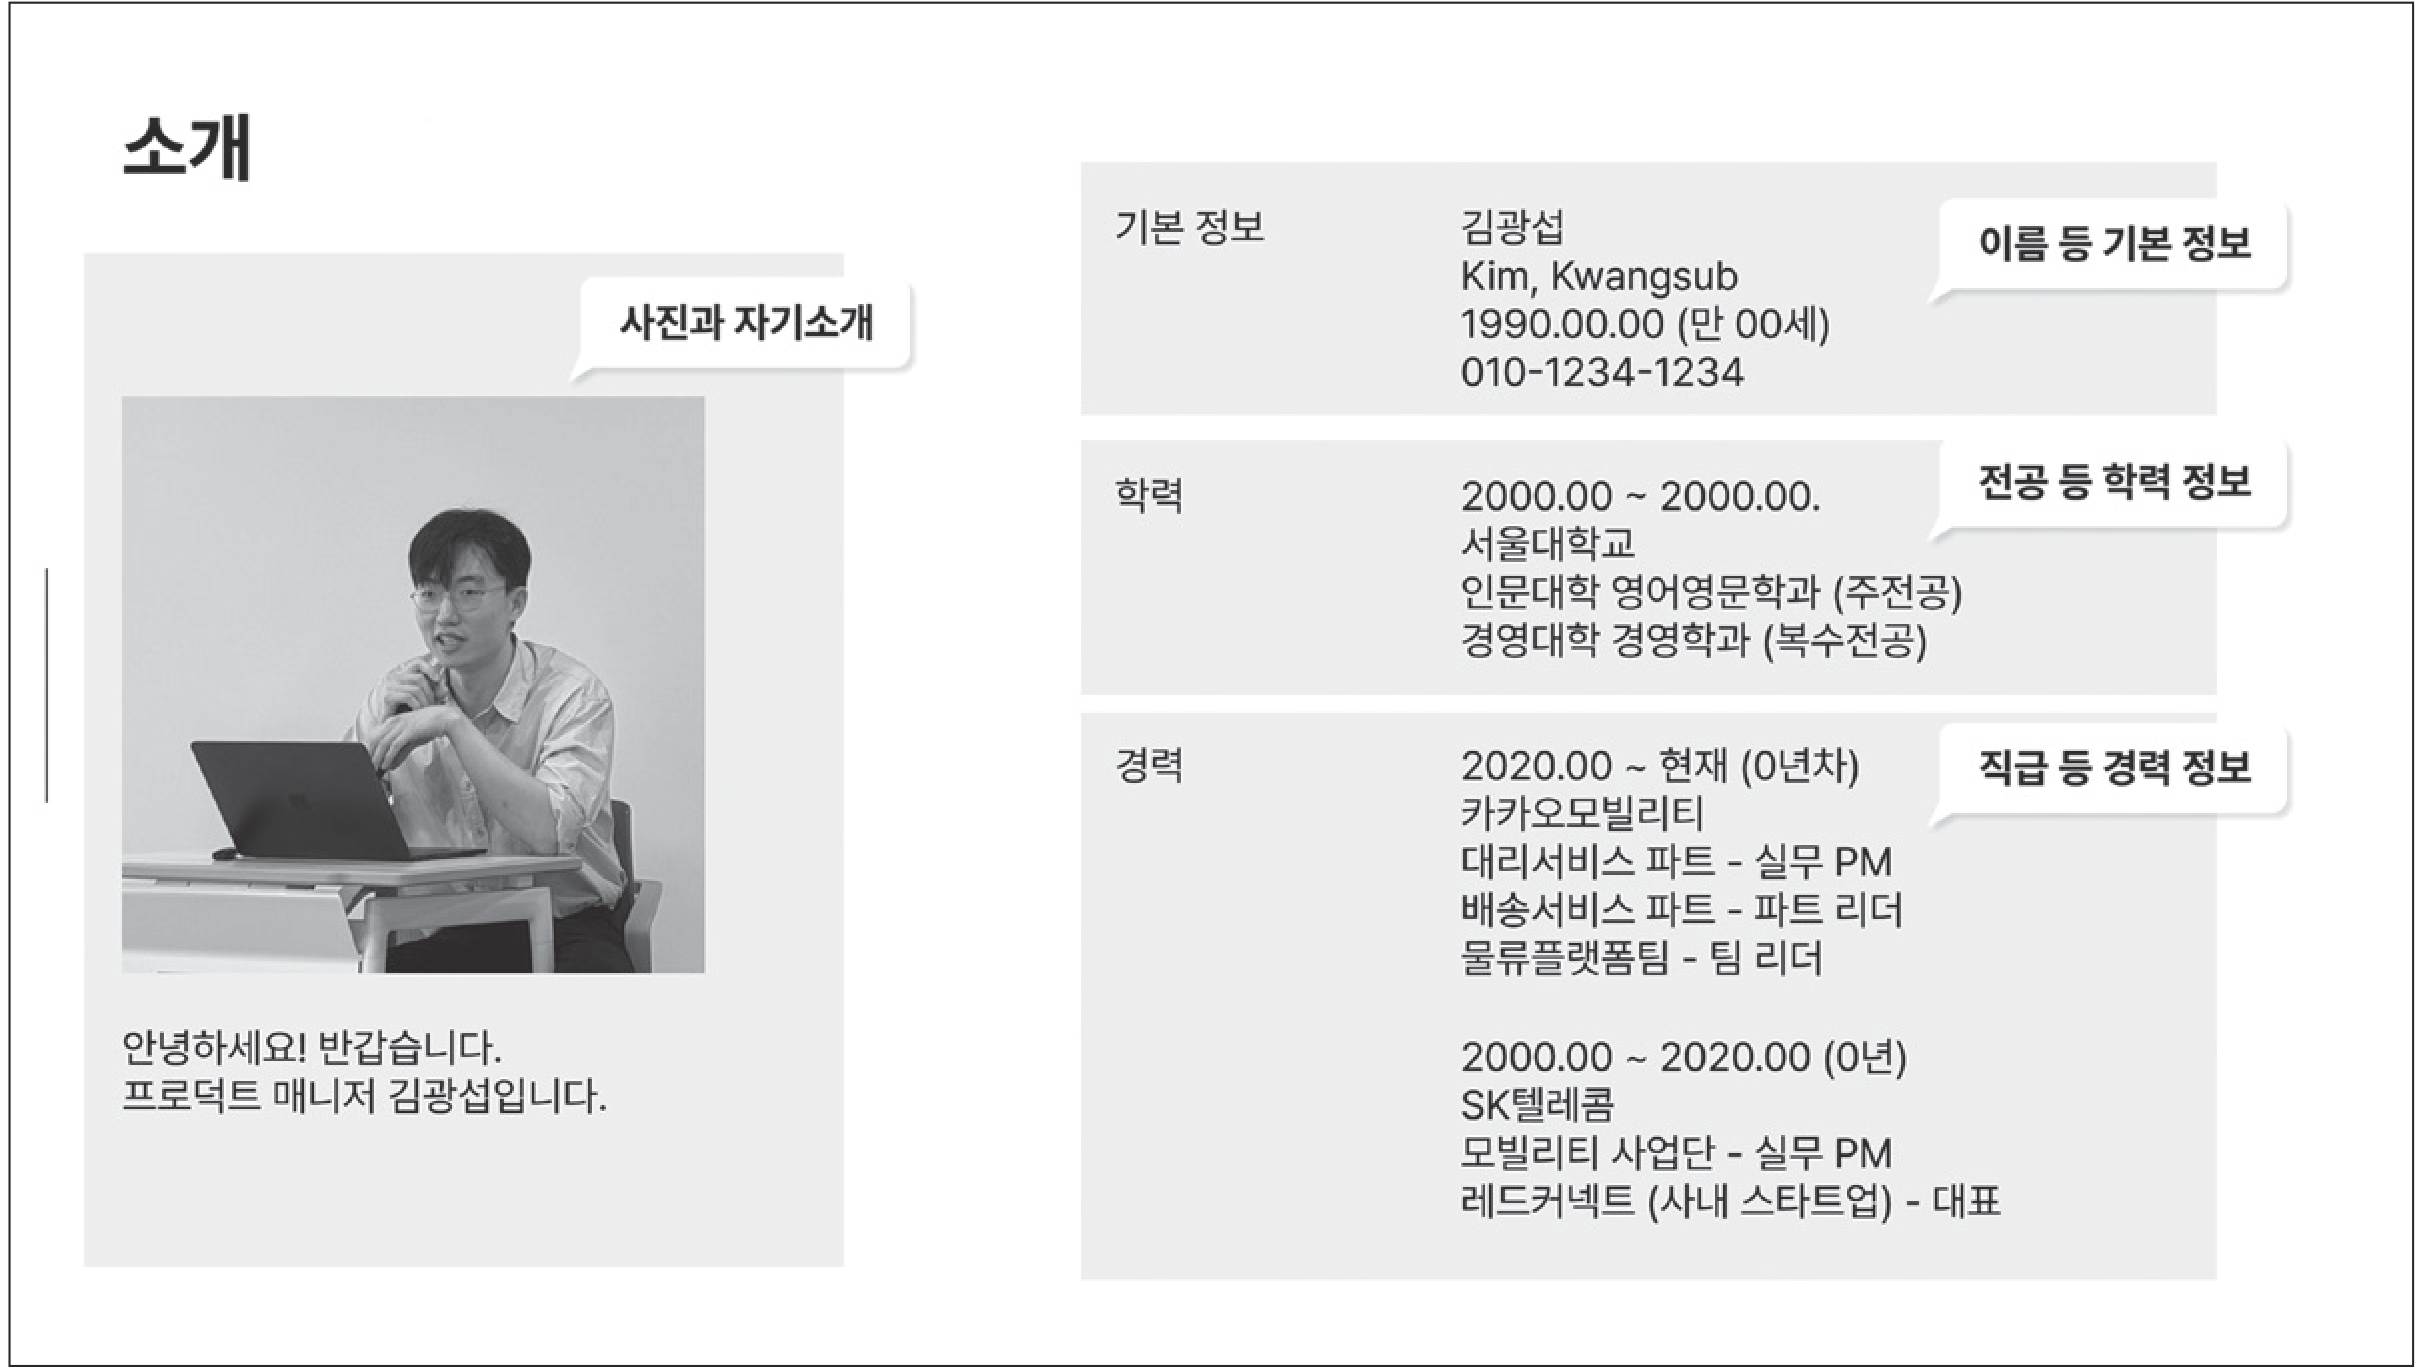 소개
사진과 자기소개
안녕하세요! 반갑습니다.
프로덕트 매니저 김광섭입니다.
기본 정보
김광섭
Kim, Kwangsub
1990.00.00 (만 00세)
010-1234-1234
이름 등 기본 정보
학력
2000.00 ~ 2000.00.
서울대학교
인문대학 영어영문학과 (주전공)
경영대학 경영학과 (복수전공)
전공 등 학력 정보
경력
2020.00 ~ 현재 (0년차)
카카오모빌리티
대리서비스 파트 - 실무 PM
배송서비스 파트 - 파트 리더
물류플랫폼팀 - 팀 리더
2000.00 ~ 2020.00 (0년)
SK텔레콤
모빌리티 사업단 - 실무 PM
레드커넥트 (사내 스타트업) - 대표
직급 등 경력 정보